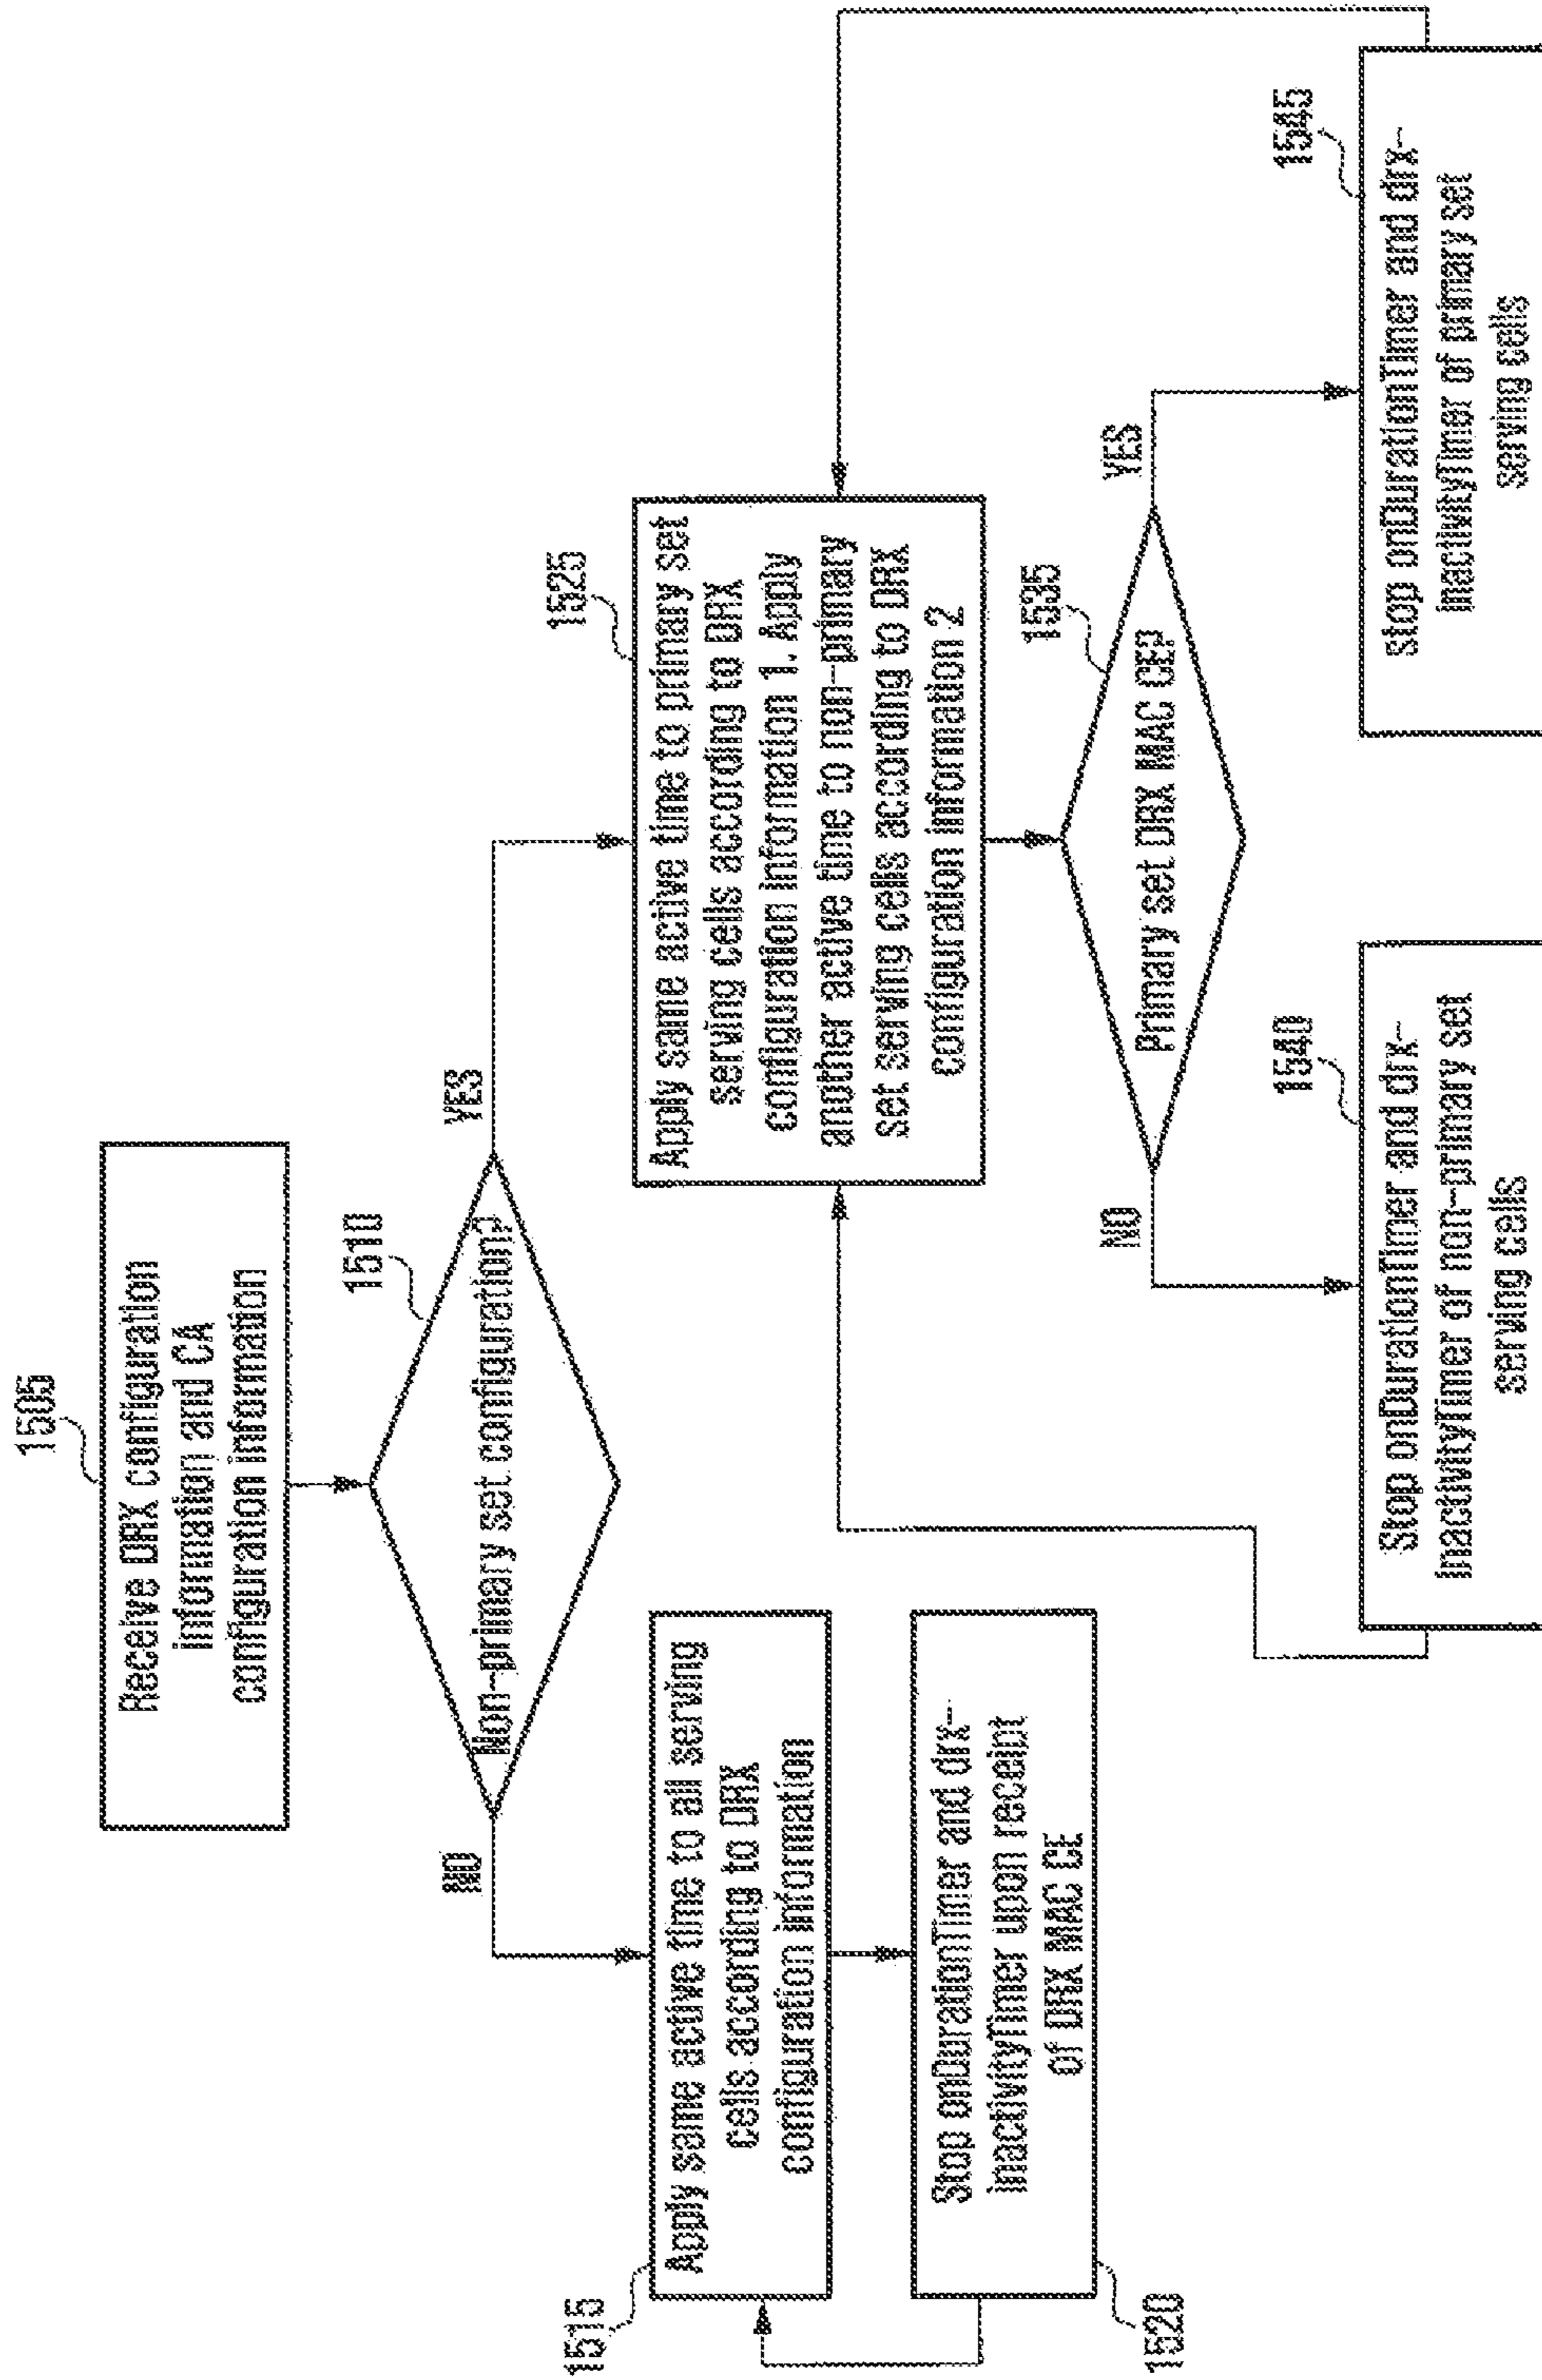 1505
Receive DRX configuration
information and CA
configuration information
1510
Non-primary set configuration?
NO
YES
1515
Apply same active time to all serving
cells according to DRX
configuration information
1520
Stop onDurationTimer and drx-
inactivityTimer upon receipt
of DRX MAC CE
1525
Apply same active time to primary set
serving cells according to DRX
configuration information 1. Apply
another active time to non-primary
set serving cells according to DRX
configuration information 2
1535
Primary set DRX MAC CE?
NO
YES
1540
Stop onDurationTimer and drx-
inactivityTimer of non-primary set
serving cells
1545
Stop onDurationTimer and drx-
inactivityTimer of primary set
serving cells